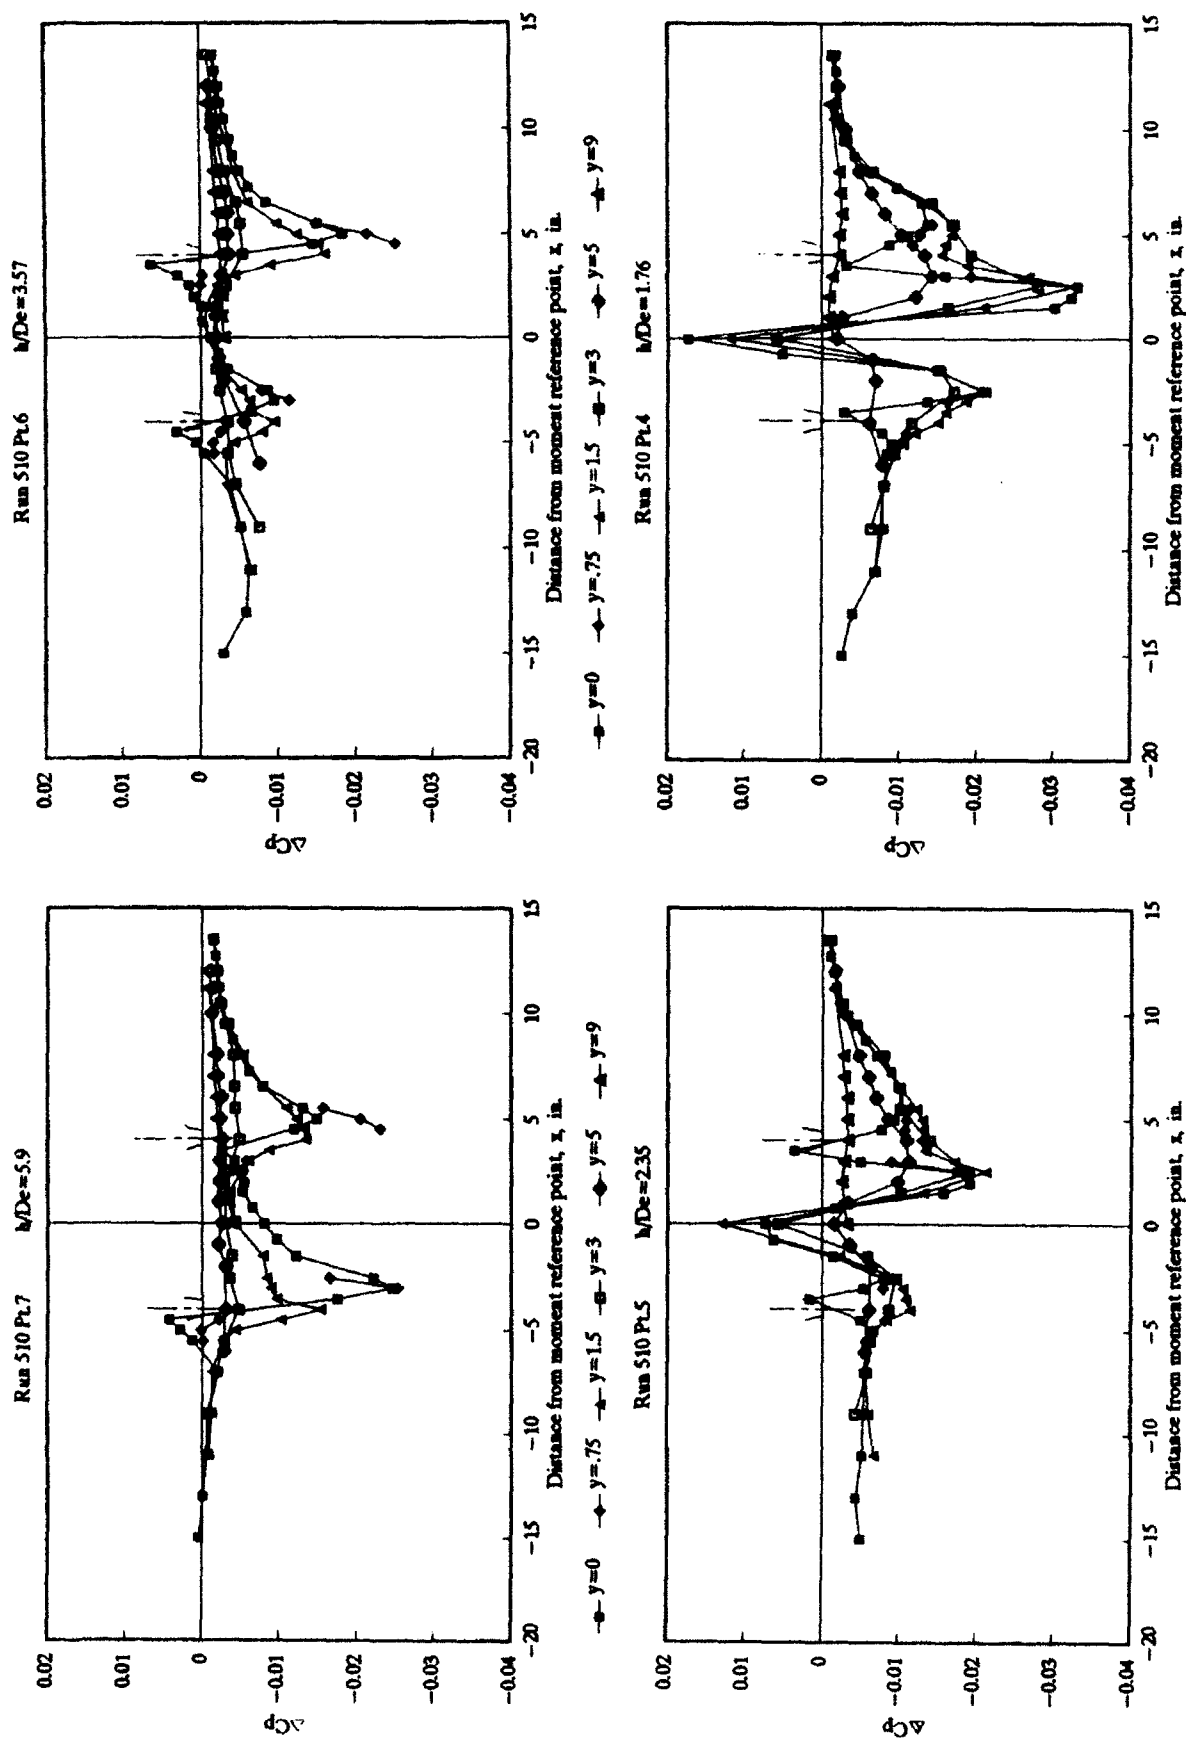 Run 510 Pt.7 h/De=5.9
0.02
0.01
0
−0.01
−0.02
−0.03
−0.04
ΔCp
−20 −15 −10 −5 0 5 10 15
Distance from moment reference point, x, in.
y=0 y=.75 y=1.5 y=3 y=5 y=9
Run 510 Pt.6 h/De=3.57
0.02
0.01
0
−0.01
−0.02
−0.03
−0.04
ΔCp
−20 −15 −10 −5 0 5 10 15
Distance from moment reference point, x, in.
y=0 y=.75 y=1.5 y=3 y=5 y=9
Run 510 Pt.5 h/De=2.35
0.02
0.01
0
−0.01
−0.02
−0.03
−0.04
ΔCp
−20 −15 −10 −5 0 5 10 15
Distance from moment reference point, x, in.
Run 510 Pt.4 h/De=1.76
0.02
0.01
0
−0.01
−0.02
−0.03
−0.04
ΔCp
−20 −15 −10 −5 0 5 10 15
Distance from moment reference point, x, in.